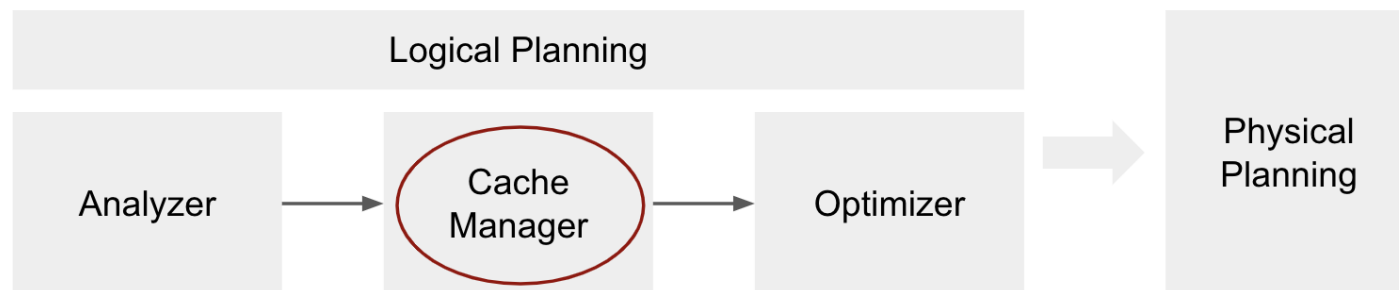 Logical Planning
Analyzer
Cache
Manager
Optimizer
Physical
Planning